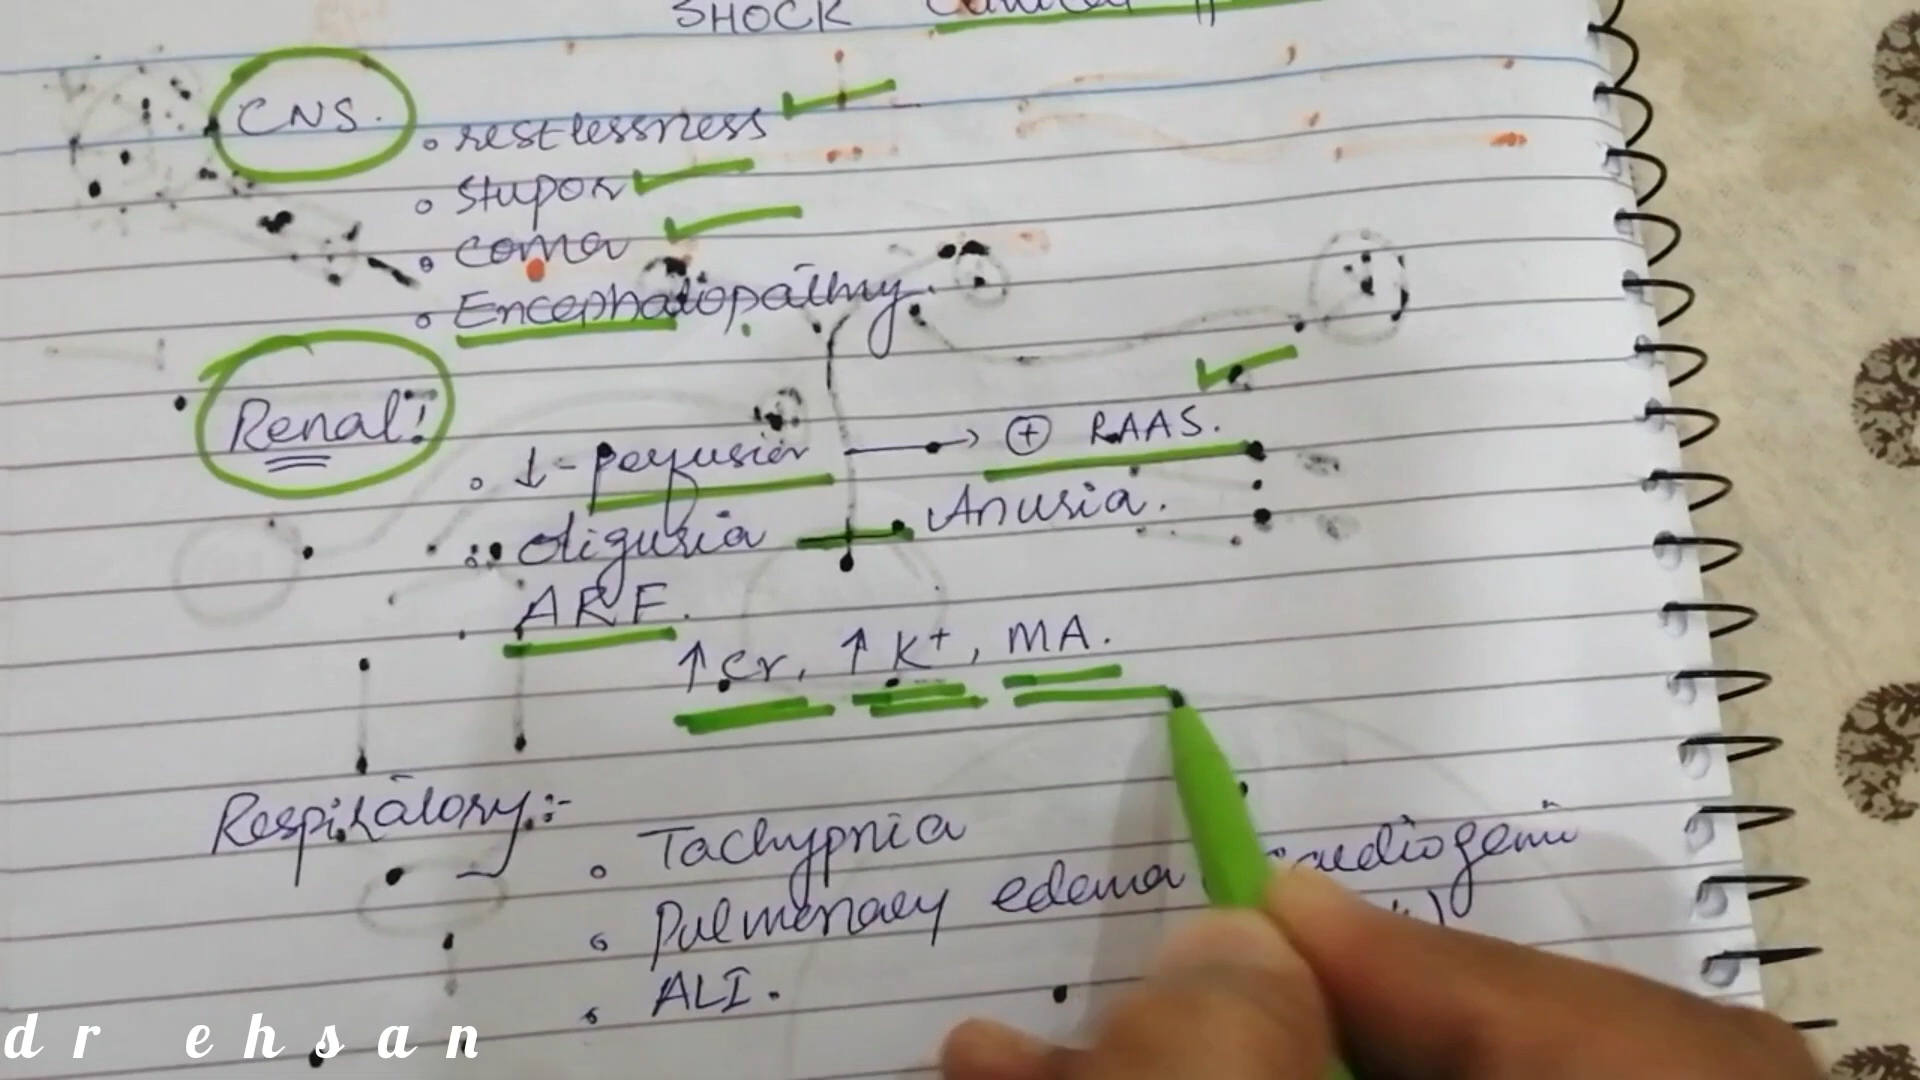 SHOCK Clinical
CNS.
restlessness
stupor
coma
Encephalopathy.
Renal:
↓ perfusion → ⊕ RAAS.
oliguria Anuria.
ARF.
↑ Cr, ↑ K+, MA.
Respiratory:-
Tachypnia
Pulmonary edema
ALI.
dr ehsan